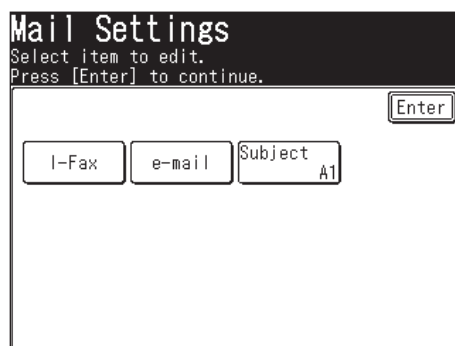 Mail Settings
Select item to edit.
Press [Enter] to continue.
Enter
I-Fax
e-mail
Subject
A1